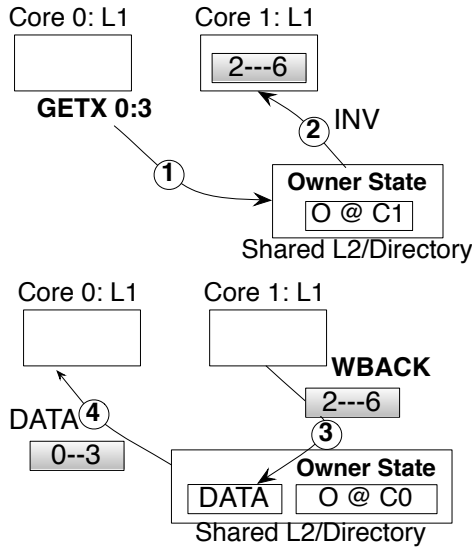 Core 0: L1
Core 1: L1
2---6
GETX 0:3
2
INV
1
Owner State
O @ C1
Shared L2/Directory
Core 0: L1
Core 1: L1
WBACK
2---6
DATA
4
3
0--3
Owner State
DATA
O @ C0
Shared L2/Directory